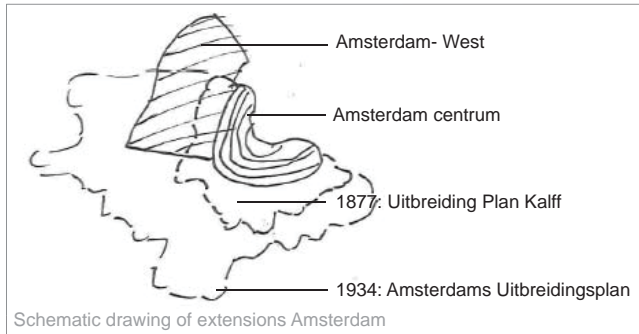 Amsterdam- West
Amsterdam centrum
1877: Uitbreiding Plan Kalff
1934: Amsterdams Uitbreidingsplan
Schematic drawing of extensions Amsterdam